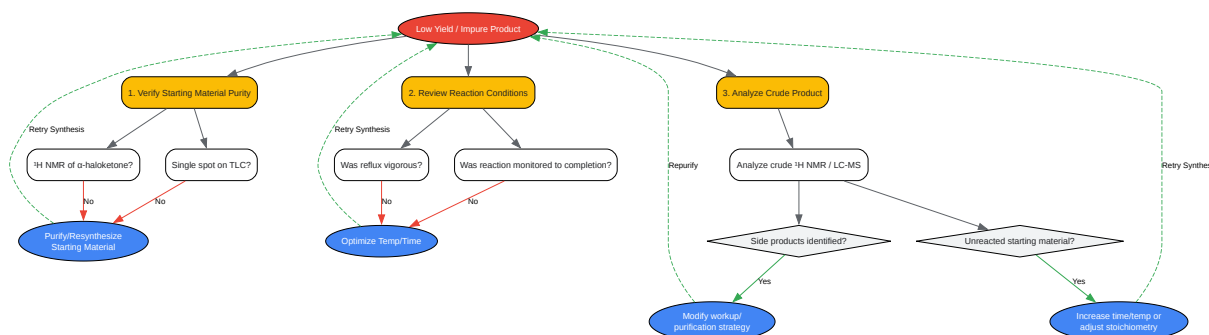 Low Yield / Impure Product
1. Verify Starting Material Purity
2. Review Reaction Conditions
3. Analyze Crude Product
Retry Synthesis
Retry Synthesis
¹H NMR of α-haloketone?
Single spot on TLC?
Was reflux vigorous?
Was reaction monitored to completion?
Analyze crude ¹H NMR / LC-MS
Repurify
Retry Synthes
No
No
No
No
Purify/Resynthesize
Starting Material
Optimize Temp/Time
Side products identified?
Unreacted starting material?
Yes
Yes
Modify workup/
purification strategy
Increase time/temp or
adjust stoichiometry